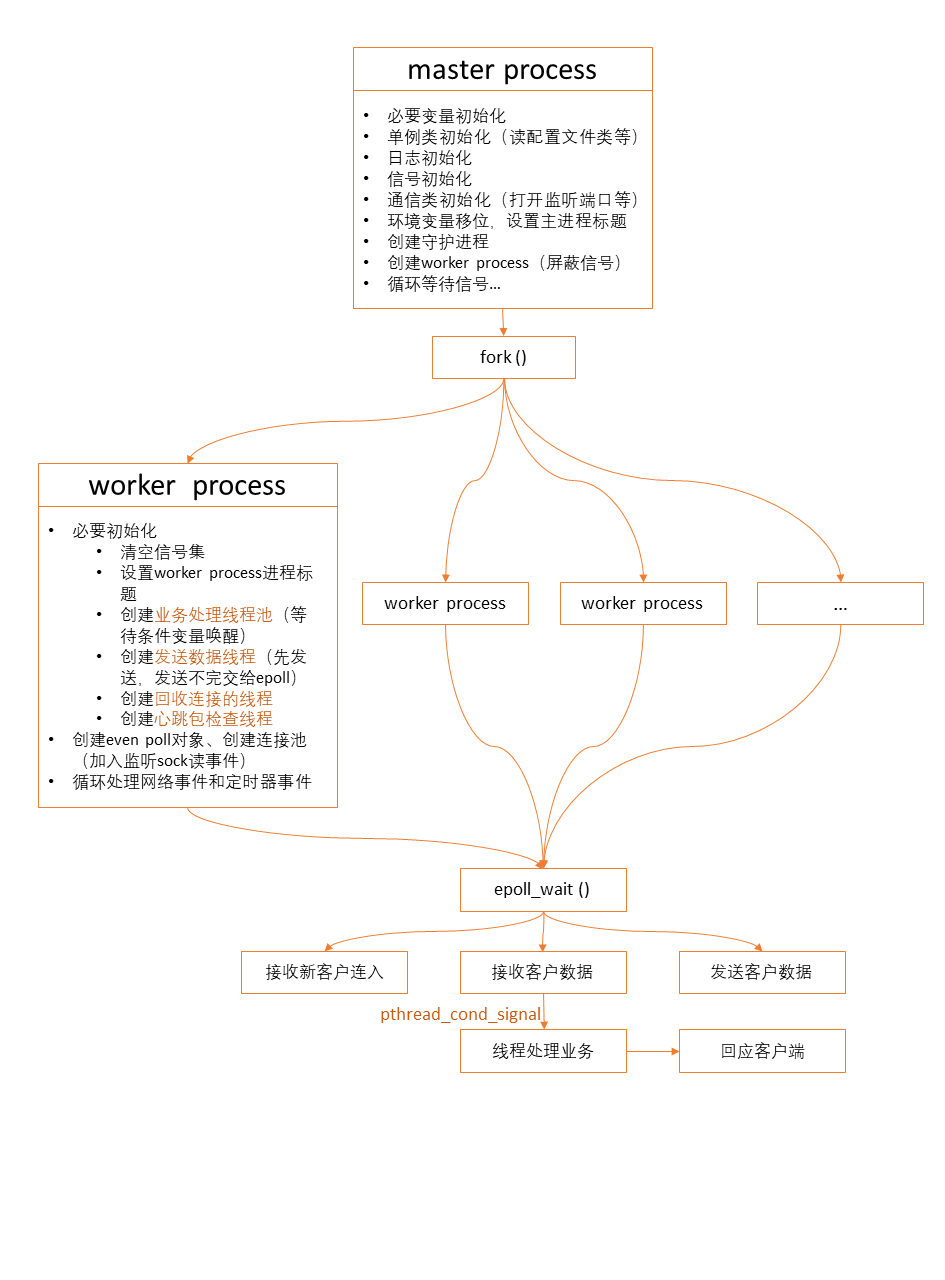 master process
• 必要变量初始化
• 单例类初始化（读配置文件类等）
• 日志初始化
• 信号初始化
• 通信类初始化（打开监听端口等）
• 环境变量移位，设置主进程标题
• 创建守护进程
• 创建worker process（屏蔽信号）
• 循环等待信号...
fork ()
worker process
• 必要初始化
• 清空信号集
• 设置worker process进程标
题
• 创建业务处理线程池（等
待条件变量唤醒）
• 创建发送数据线程（先发
送，发送不完交给epoll）
• 创建回收连接的线程
• 创建心跳包检查线程
• 创建even poll对象、创建连接池
（加入监听sock读事件）
• 循环处理网络事件和定时器事件
worker process
worker process
...
epoll_wait ()
接收新客户连入
接收客户数据
发送客户数据
pthread_cond_signal
线程处理业务
回应客户端